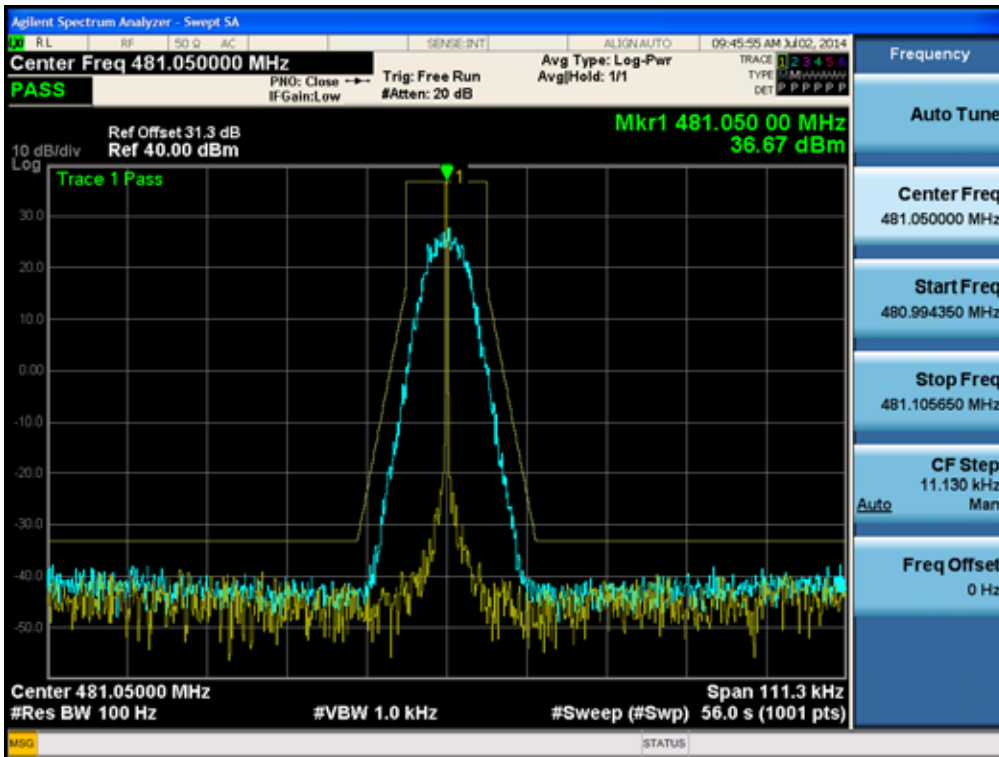 Agilent Spectrum Analyzer - Swept SA
RL RF 50 Ω AC SENSE:INT ALIGNAUTO 09:45:55 AM Jul 02, 2014
Center Freq 481.050000 MHz
PASS
PNO: Close
IFGain:Low
Trig: Free Run
#Atten: 20 dB
Avg Type: Log-Pwr
Avg|Hold: 1/1
TRACE 1 2 3 4 5 6
TYPE
DET P P P P P P
Ref Offset 31.3 dB
10 dB/div Ref 40.00 dBm
Log
Mkr1 481.050 00 MHz
36.67 dBm
Trace 1 Pass
1
30.0
20.0
10.0
0.00
-10.0
-20.0
-30.0
-40.0
-50.0
Center 481.05000 MHz Span 111.3 kHz
#Res BW 100 Hz #VBW 1.0 kHz #Sweep (#Swp) 56.0 s (1001 pts)
MSG STATUS
Frequency
Auto Tune
Center Freq
481.050000 MHz
Start Freq
480.994350 MHz
Stop Freq
481.105650 MHz
CF Step
11.130 kHz
Auto Man
Freq Offset
0 Hz